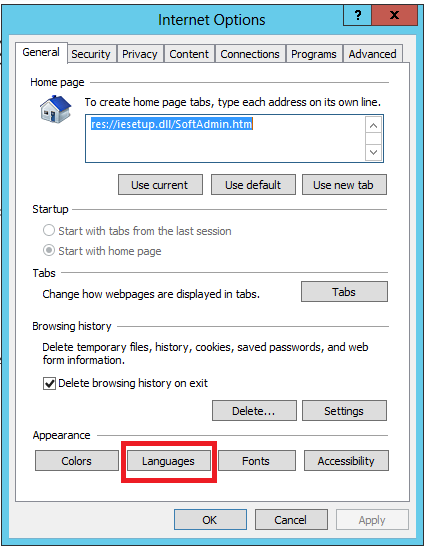 Internet Options
?
x
General Security Privacy Content Connections Programs Advanced
Home page
To create home page tabs, type each address on its own line.
res://iesetup.dll/SoftAdmin.htm
Use current Use default Use new tab
Startup
Start with tabs from the last session
Start with home page
Tabs
Change how webpages are displayed in tabs. Tabs
Browsing history
Delete temporary files, history, cookies, saved passwords, and web
form information.
Delete browsing history on exit
Delete... Settings
Appearance
Colors Languages Fonts Accessibility
OK Cancel Apply